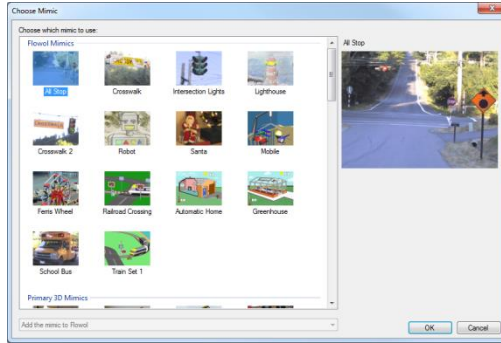 Choose Mimic
Choose which mimic to use:
Flowol Mimics
All Stop
All Stop
Crosswalk
Intersection Lights
Lighthouse
Crosswalk 2
Robot
Santa
Mobile
Ferris Wheel
Railroad Crossing
Automatic Home
Greenhouse
School Bus
Train Set 1
Primary 3D Mimics
Add the mimic to Flowol
OK
Cancel